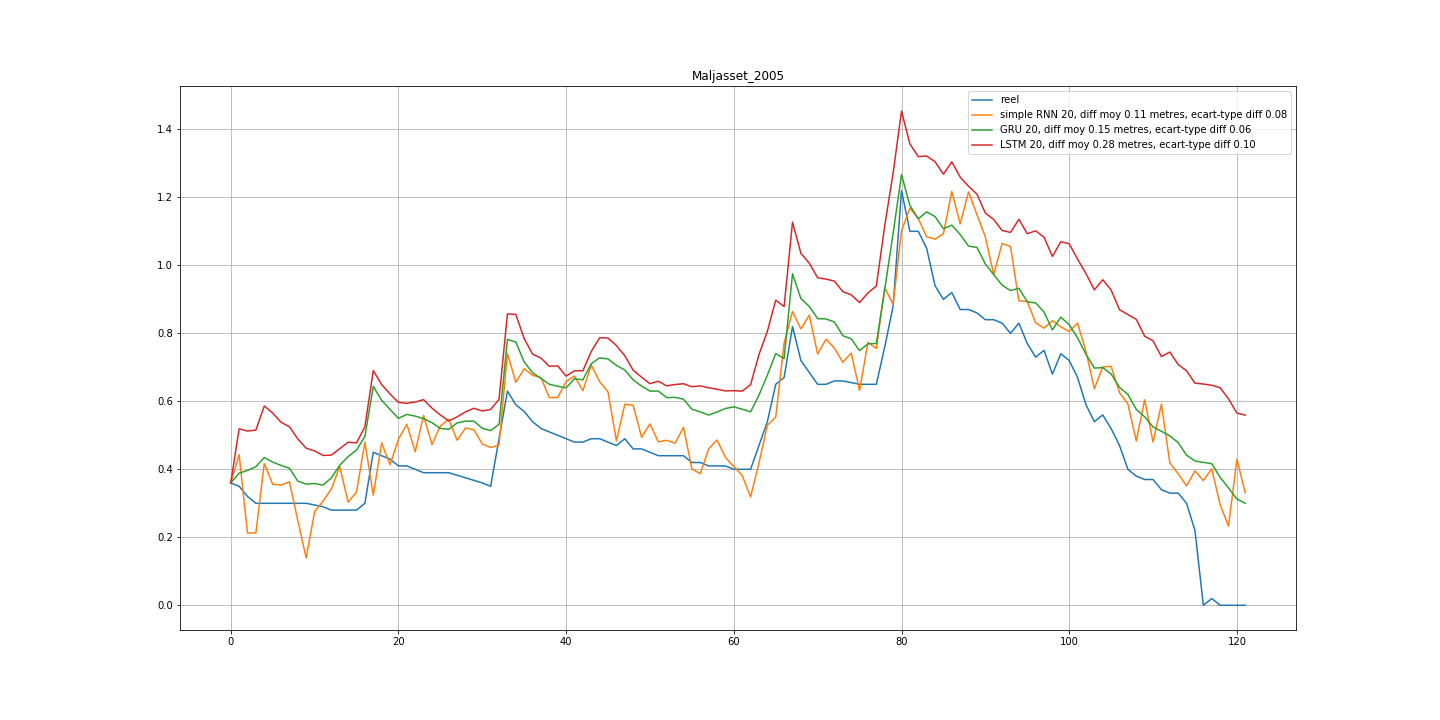 Maljasset_2005
reel
simple RNN 20, diff moy 0.11 metres, ecart-type diff 0.08
GRU 20, diff moy 0.15 metres, ecart-type diff 0.06
LSTM 20, diff moy 0.28 metres, ecart-type diff 0.10
1.4
1.2
1.0
0.8
0.6
0.4
0.2
0.0
0 20 40 60 80 100 120